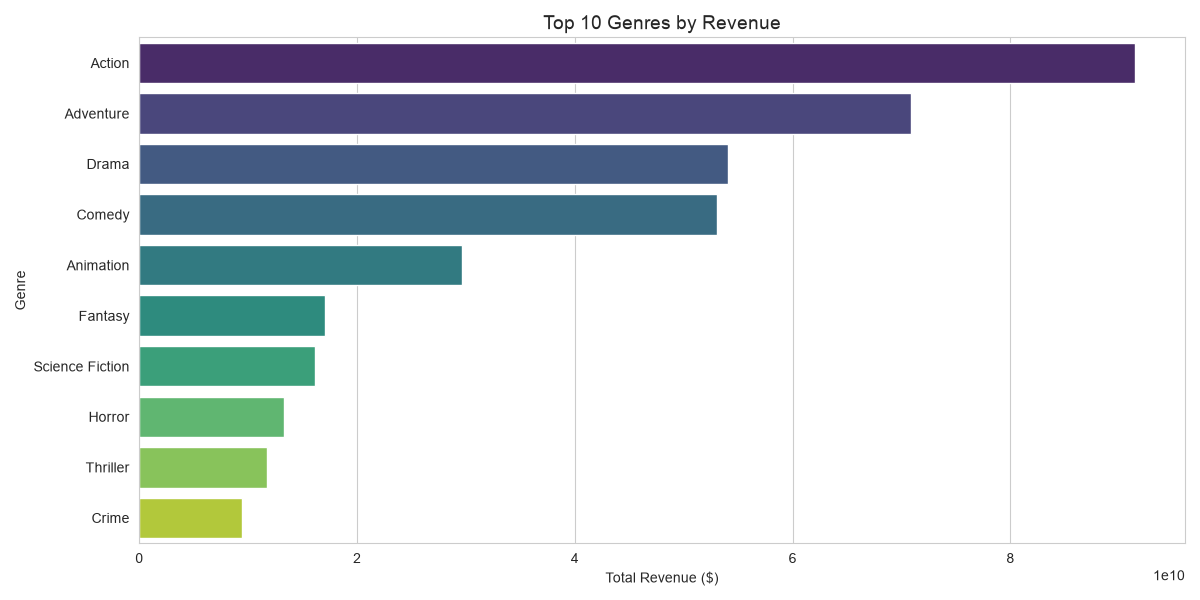 Top 10 Genres by Revenue
Genre
Action
Adventure
Drama
Comedy
Animation
Fantasy
Science Fiction
Horror
Thriller
Crime
0 2 4 6 8
1e10
Total Revenue ($)